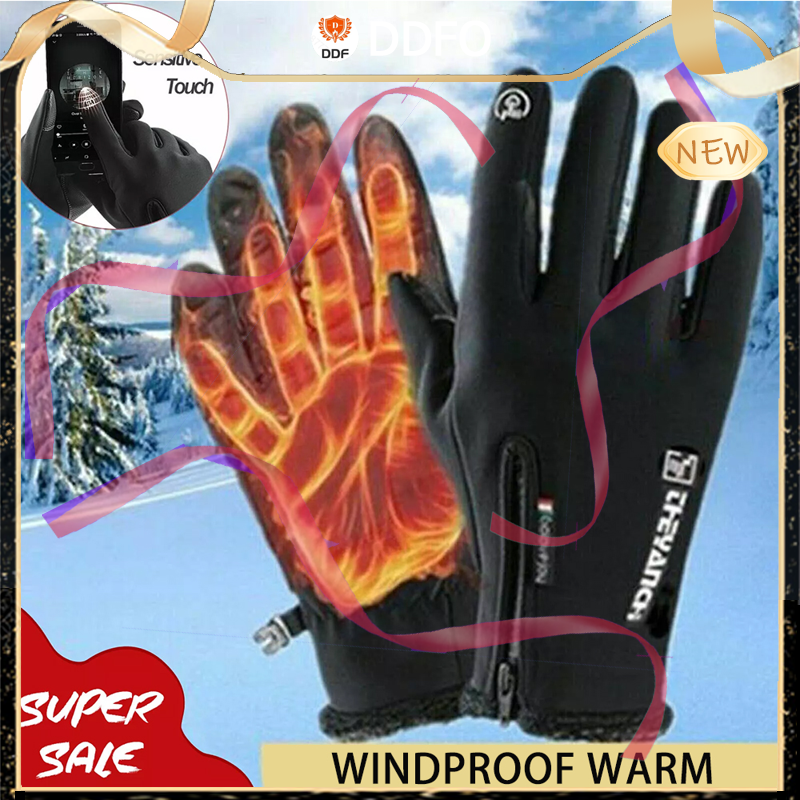 DDF
DDFO
Sensitive
Touch
NEW
SUPER
SALE
WINDPROOF WARM